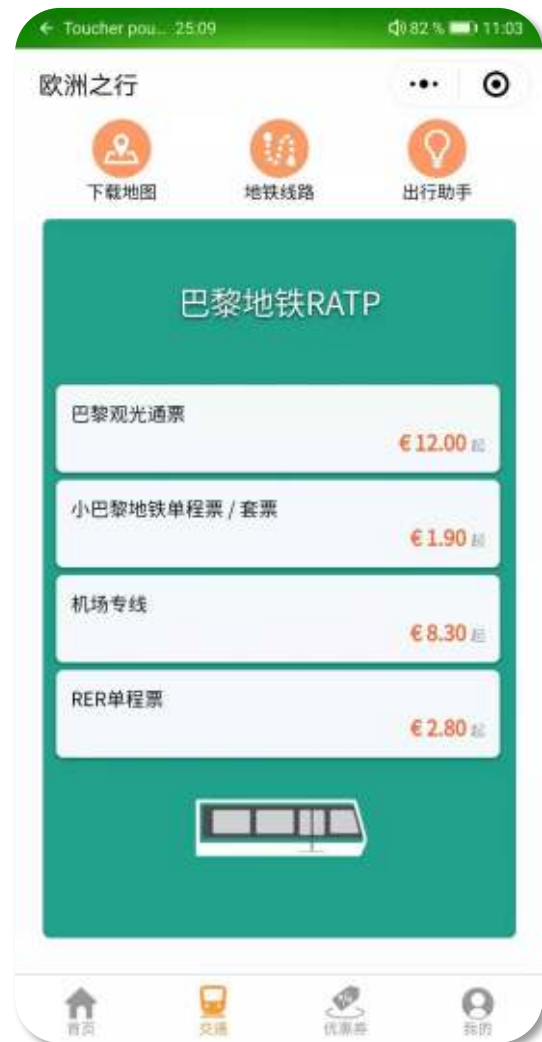 ← Toucher pou... 25:09 82 % 11:03
欧洲之行
下载地图 地铁线路 出行助手
巴黎地铁RATP
巴黎观光通票
€ 12.00 起
小巴黎地铁单程票 / 套票
€ 1.90 起
机场专线
€ 8.30 起
RER单程票
€ 2.80 起
首页 交通 优惠券 我的